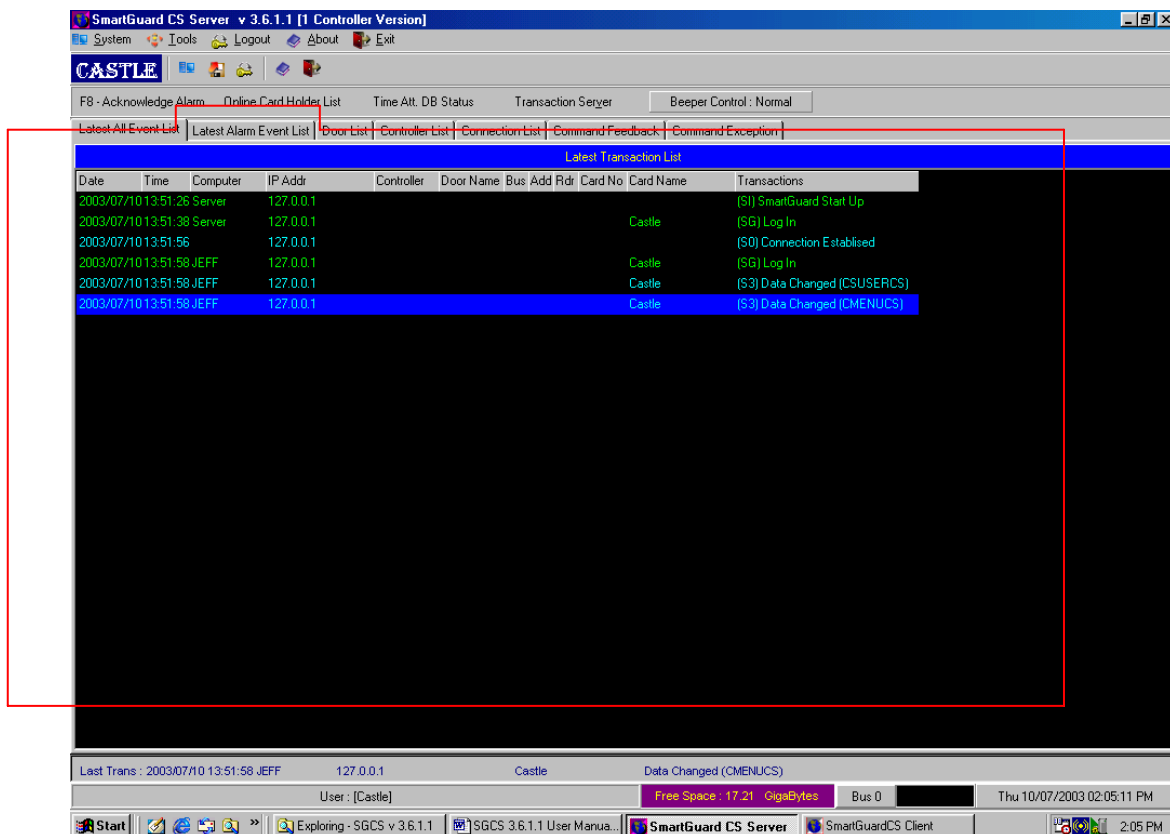 SmartGuard CS Server v 3.6.1.1 [1 Controller Version]
System Tools Logout About Exit
CASTLE
F8 - Acknowledge Alarm Online Card Holder List Time Att. DB Status Transaction Server Beeper Control : Normal
Latest All Event List Latest Alarm Event List Door List Controller List Connection List Command Feedback Command Exception
Latest Transaction List
Date Time Computer IP Addr Controller Door Name Bus Add Rdr Card No Card Name Transactions
2003/07/10 13:51:26 Server 127.0.0.1 (SI) SmartGuard Start Up
2003/07/10 13:51:38 Server 127.0.0.1 Castle (SG) Log In
2003/07/10 13:51:56 127.0.0.1 (S0) Connection Establised
2003/07/10 13:51:58 JEFF 127.0.0.1 Castle (SG) Log In
2003/07/10 13:51:58 JEFF 127.0.0.1 Castle (S3) Data Changed (CSUSERCS)
2003/07/10 13:51:58 JEFF 127.0.0.1 Castle (S3) Data Changed (CMENUCS)
Last Trans : 2003/07/10 13:51:58 JEFF 127.0.0.1 Castle Data Changed (CMENUCS)
User : [Castle] Free Space : 17.21 GigaBytes Bus 0 Thu 10/07/2003 02:05:11 PM
Start » Exploring - SGCS v 3.6.1.1 SGCS 3.6.1.1 User Manua... SmartGuard CS Server SmartGuardCS Client 2:05 PM